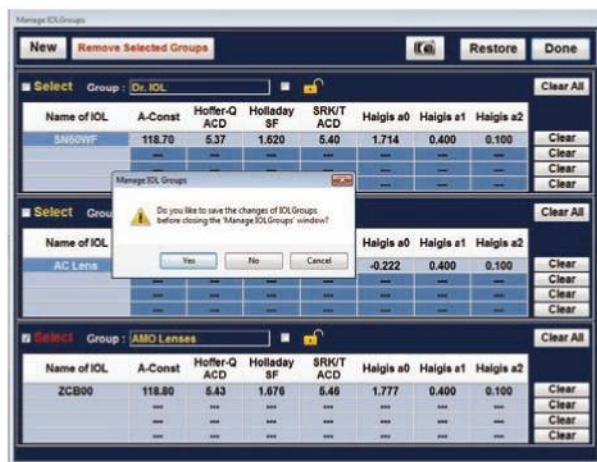 Manage IOLGroups
New Remove Selected Groups Restore Done
Select Group : Dr. IOL Clear All
Name of IOL A-Const Hoffer-Q ACD Holladay SF SRK/T ACD Haigis a0 Haigis a1 Haigis a2
SN60WF 118.70 5.37 1.620 5.40 1.714 0.400 0.100 Clear
--- --- --- --- --- --- --- Clear
Clear
Clear
Manage IOL Groups
Do you like to save the changes of IOLGroups
before closing the 'Manage IOLGroups' window?
Yes No Cancel
Select Grou Clear All
Name of IOL Haigis a0 Haigis a1 Haigis a2
AC Lens -0.222 0.400 0.100 Clear
--- --- --- --- --- --- --- Clear
--- --- --- --- --- --- --- Clear
--- --- --- --- --- --- --- Clear
Select Group : AMO Lenses Clear All
Name of IOL A-Const Hoffer-Q ACD Holladay SF SRK/T ACD Haigis a0 Haigis a1 Haigis a2
ZCB00 118.80 5.43 1.676 5.46 1.777 0.400 0.100 Clear
--- --- --- --- --- --- --- Clear
--- --- --- --- --- --- --- Clear
--- --- --- --- --- --- --- Clear